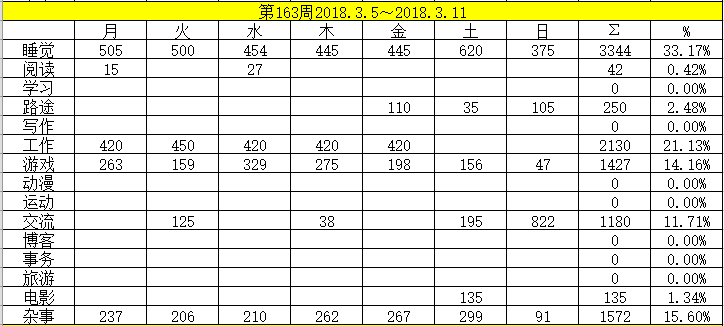 第163周2018.3.5～2018.3.11
月 火 水 木 金 土 日 Σ %
睡觉 505 500 454 445 445 620 375 3344 33.17%
阅读 15 27 42 0.42%
学习 0 0.00%
路途 110 35 105 250 2.48%
写作 0 0.00%
工作 420 450 420 420 420 2130 21.13%
游戏 263 159 329 275 198 156 47 1427 14.16%
动漫 0 0.00%
运动 0 0.00%
交流 125 38 195 822 1180 11.71%
博客 0 0.00%
事务 0 0.00%
旅游 0 0.00%
电影 135 135 1.34%
杂事 237 206 210 262 267 299 91 1572 15.60%